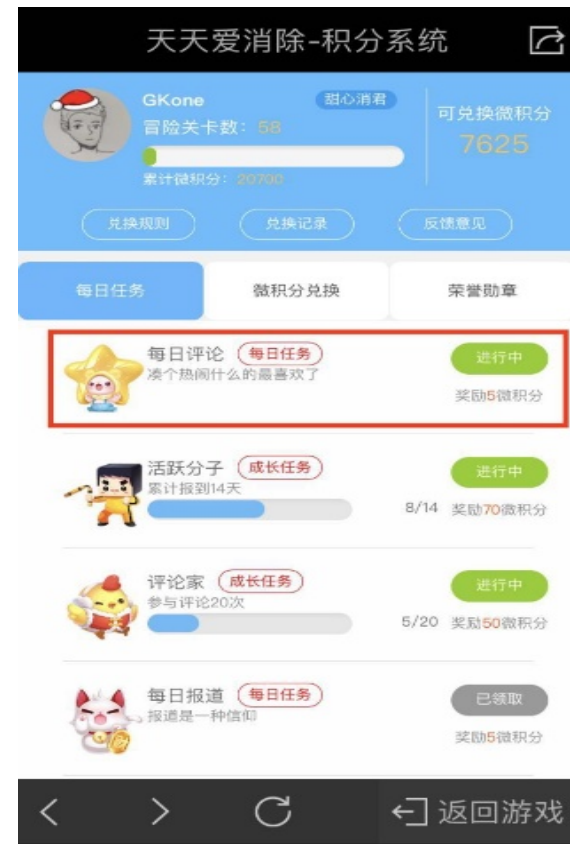 天天爱消除-积分系统
GKone 甜心消君
冒险关卡数：58
可兑换微积分
7625
累计微积分：20700
兑换规则 兑换记录 反馈意见
每日任务 微积分兑换 荣誉勋章
每日评论 每日任务 进行中
凑个热闹什么的最喜欢了
奖励5微积分
活跃分子 成长任务 进行中
累计报到14天
8/14 奖励70微积分
评论家 成长任务 进行中
参与评论20次
5/20 奖励50微积分
每日报道 每日任务 已领取
报道是一种信仰
奖励5微积分
返回游戏